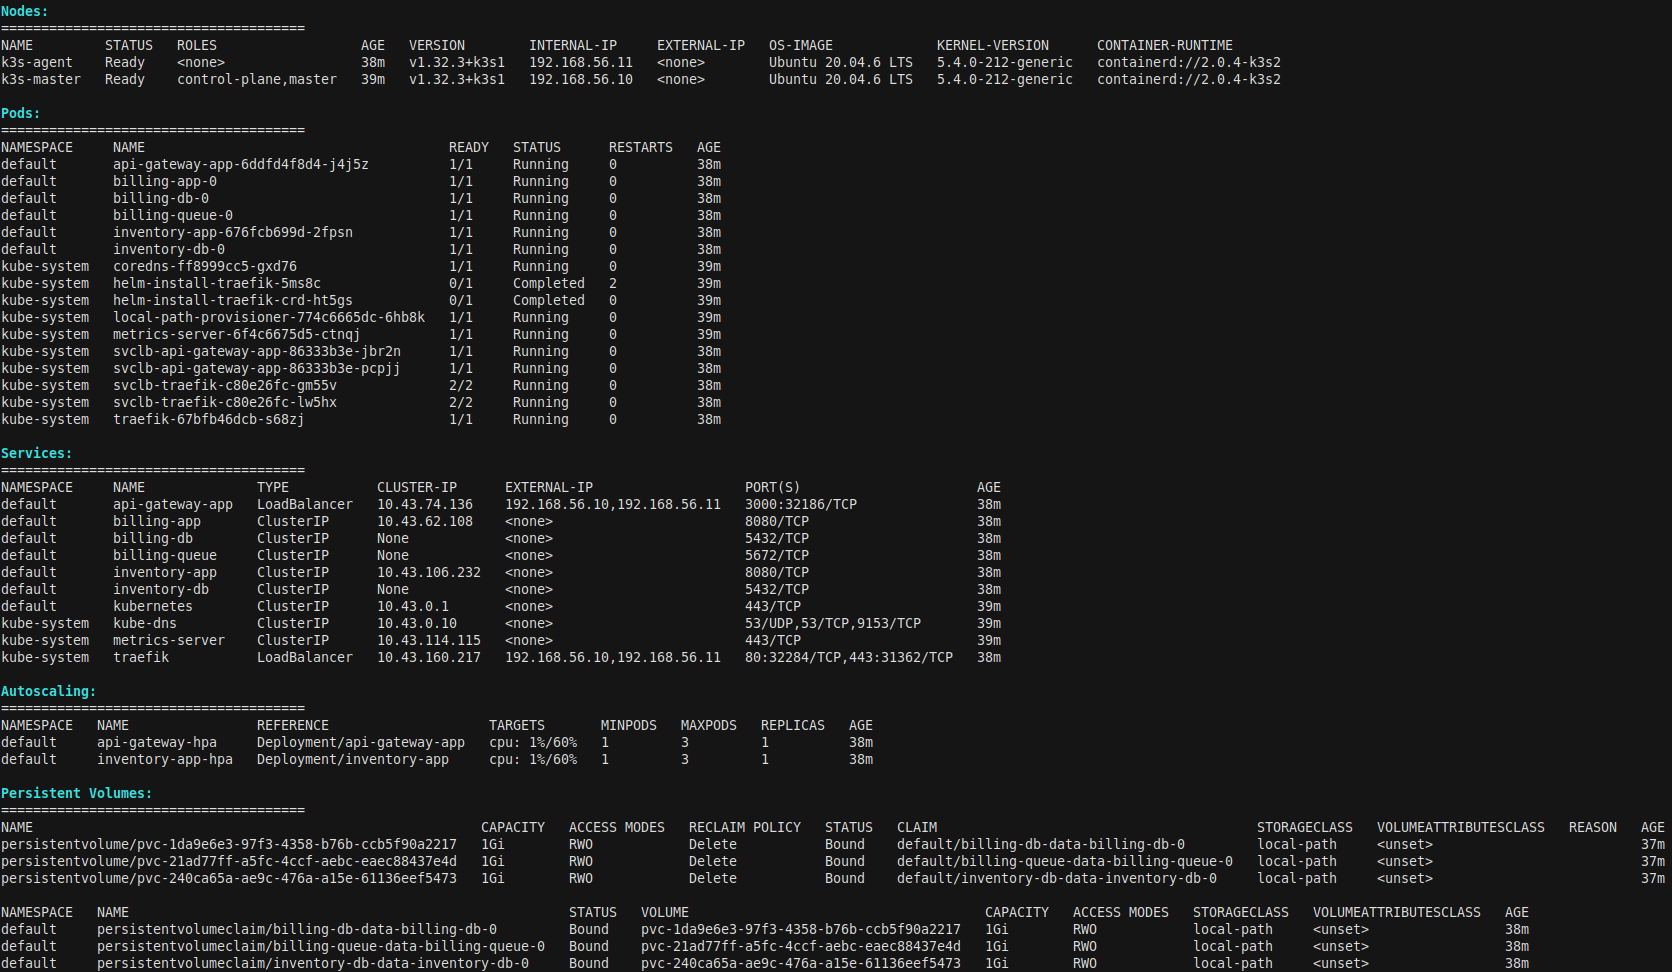 Nodes:
======================================
NAME         STATUS   ROLES                  AGE   VERSION        INTERNAL-IP     EXTERNAL-IP   OS-IMAGE             KERNEL-VERSION      CONTAINER-RUNTIME
k3s-agent    Ready    <none>                 38m   v1.32.3+k3s1   192.168.56.11   <none>        Ubuntu 20.04.6 LTS   5.4.0-212-generic   containerd://2.0.4-k3s2
k3s-master   Ready    control-plane,master   39m   v1.32.3+k3s1   192.168.56.10   <none>        Ubuntu 20.04.6 LTS   5.4.0-212-generic   containerd://2.0.4-k3s2
Pods:
======================================
NAMESPACE     NAME                                      READY   STATUS      RESTARTS   AGE
default       api-gateway-app-6ddfd4f8d4-j4j5z          1/1     Running     0          38m
default       billing-app-0                             1/1     Running     0          38m
default       billing-db-0                              1/1     Running     0          38m
default       billing-queue-0                           1/1     Running     0          38m
default       inventory-app-676fcb699d-2fpsn            1/1     Running     0          38m
default       inventory-db-0                            1/1     Running     0          38m
kube-system   coredns-ff8999cc5-gxd76                   1/1     Running     0          39m
kube-system   helm-install-traefik-5ms8c                0/1     Completed   2          39m
kube-system   helm-install-traefik-crd-ht5gs            0/1     Completed   0          39m
kube-system   local-path-provisioner-774c6665dc-6hb8k   1/1     Running     0          39m
kube-system   metrics-server-6f4c6675d5-ctnqj           1/1     Running     0          39m
kube-system   svclb-api-gateway-app-86333b3e-jbr2n      1/1     Running     0          38m
kube-system   svclb-api-gateway-app-86333b3e-pcpjj      1/1     Running     0          38m
kube-system   svclb-traefik-c80e26fc-gm55v              2/2     Running     0          38m
kube-system   svclb-traefik-c80e26fc-lw5hx              2/2     Running     0          38m
kube-system   traefik-67bfb46dcb-s68zj                  1/1     Running     0          38m
Services:
======================================
NAMESPACE     NAME              TYPE           CLUSTER-IP      EXTERNAL-IP                   PORT(S)                      AGE
default       api-gateway-app   LoadBalancer   10.43.74.136    192.168.56.10,192.168.56.11   3000:32186/TCP               38m
default       billing-app       ClusterIP      10.43.62.108    <none>                        8080/TCP                     38m
default       billing-db        ClusterIP      None            <none>                        5432/TCP                     38m
default       billing-queue     ClusterIP      None            <none>                        5672/TCP                     38m
default       inventory-app     ClusterIP      10.43.106.232   <none>                        8080/TCP                     38m
default       inventory-db      ClusterIP      None            <none>                        5432/TCP                     38m
default       kubernetes        ClusterIP      10.43.0.1       <none>                        443/TCP                      39m
kube-system   kube-dns          ClusterIP      10.43.0.10      <none>                        53/UDP,53/TCP,9153/TCP       39m
kube-system   metrics-server    ClusterIP      10.43.114.115   <none>                        443/TCP                      39m
kube-system   traefik           LoadBalancer   10.43.160.217   192.168.56.10,192.168.56.11   80:32284/TCP,443:31362/TCP   38m
Autoscaling:
======================================
NAMESPACE   NAME                REFERENCE                    TARGETS       MINPODS   MAXPODS   REPLICAS   AGE
default     api-gateway-hpa     Deployment/api-gateway-app   cpu: 1%/60%   1         3         1          38m
default     inventory-app-hpa   Deployment/inventory-app     cpu: 1%/60%   1         3         1          38m
Persistent Volumes:
======================================
NAME                                                        CAPACITY   ACCESS MODES   RECLAIM POLICY   STATUS   CLAIM                                        STORAGECLASS   VOLUMEATTRIBUTESCLASS   REASON   AGE
persistentvolume/pvc-1da9e6e3-97f3-4358-b76b-ccb5f90a2217   1Gi        RWO            Delete           Bound    default/billing-db-data-billing-db-0         local-path     <unset>                          37m
persistentvolume/pvc-21ad77ff-a5fc-4ccf-aebc-eaec88437e4d   1Gi        RWO            Delete           Bound    default/billing-queue-data-billing-queue-0   local-path     <unset>                          37m
persistentvolume/pvc-240ca65a-ae9c-476a-a15e-61136eef5473   1Gi        RWO            Delete           Bound    default/inventory-db-data-inventory-db-0     local-path     <unset>                          37m
NAMESPACE   NAME                                                       STATUS   VOLUME                                     CAPACITY   ACCESS MODES   STORAGECLASS   VOLUMEATTRIBUTESCLASS   AGE
default     persistentvolumeclaim/billing-db-data-billing-db-0         Bound    pvc-1da9e6e3-97f3-4358-b76b-ccb5f90a2217   1Gi        RWO            local-path     <unset>                 38m
default     persistentvolumeclaim/billing-queue-data-billing-queue-0   Bound    pvc-21ad77ff-a5fc-4ccf-aebc-eaec88437e4d   1Gi        RWO            local-path     <unset>                 38m
default     persistentvolumeclaim/inventory-db-data-inventory-db-0     Bound    pvc-240ca65a-ae9c-476a-a15e-61136eef5473   1Gi        RWO            local-path     <unset>                 38m